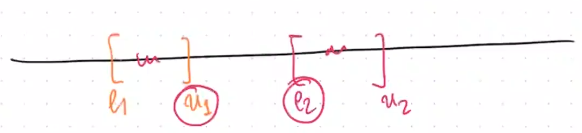 [ ] [ ]
l₁ u₁ l₂ u₂